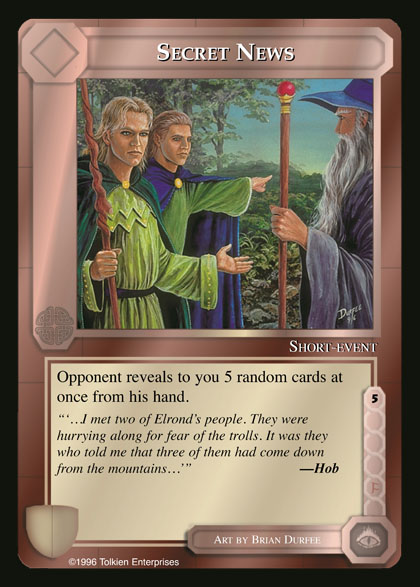 SECRET NEWS
DURFEE
SHORT-EVENT
Opponent reveals to you 5 random cards at
once from his hand.
“‘…I met two of Elrond’s people. They were
hurrying along for fear of the trolls. It was they
who told me that three of them had come down
from the mountains…’” —Hob
5
ART BY BRIAN DURFEE
©1996 Tolkien Enterprises